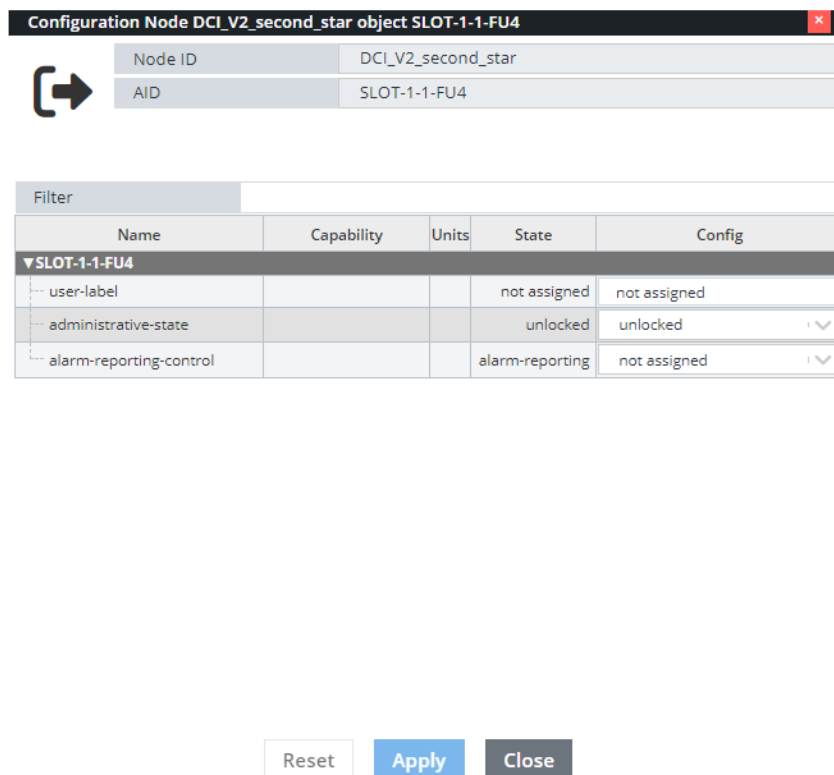 Configuration Node DCI_V2_second_star object SLOT-1-1-FU4 ×
Node ID DCI_V2_second_star
AID SLOT-1-1-FU4
Filter
Name Capability Units State Config
▼SLOT-1-1-FU4
user-label not assigned not assigned
administrative-state unlocked unlocked
alarm-reporting-control alarm-reporting not assigned
Reset Apply Close